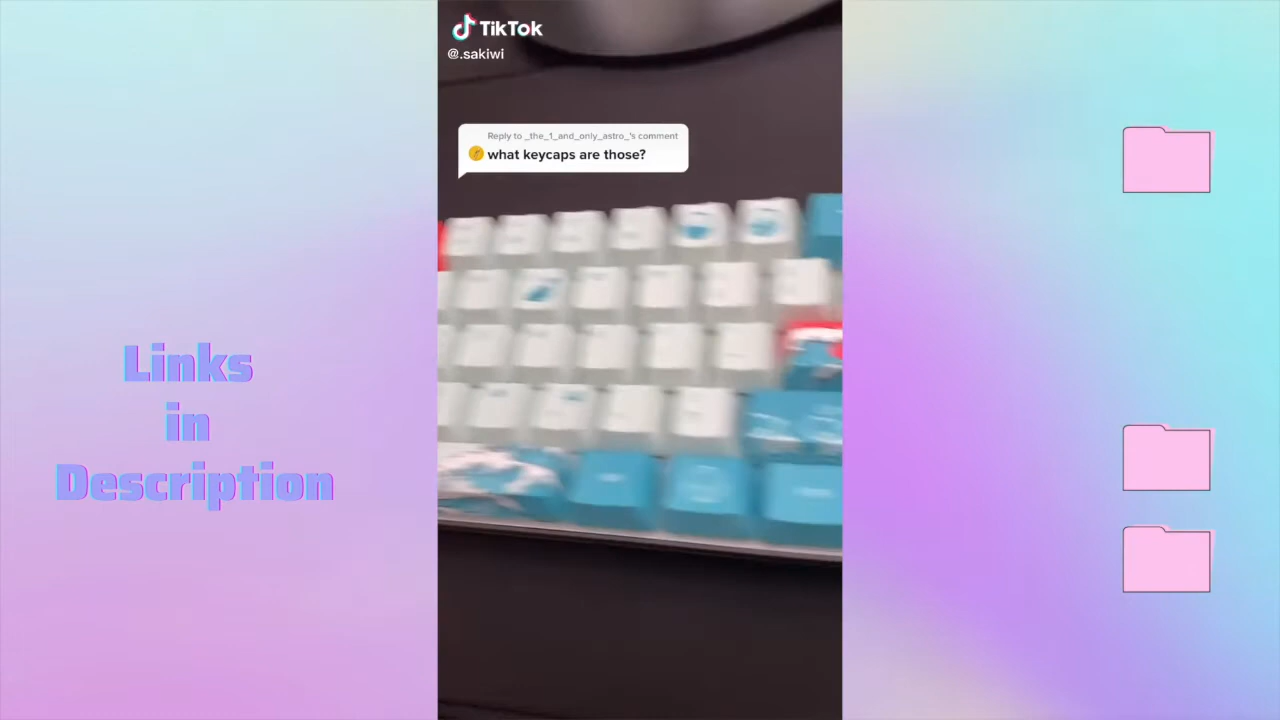 TikTok
@.sakiwi
Reply to _the_1_and_only_astro_'s comment
what keycaps are those?
Links
in
Description